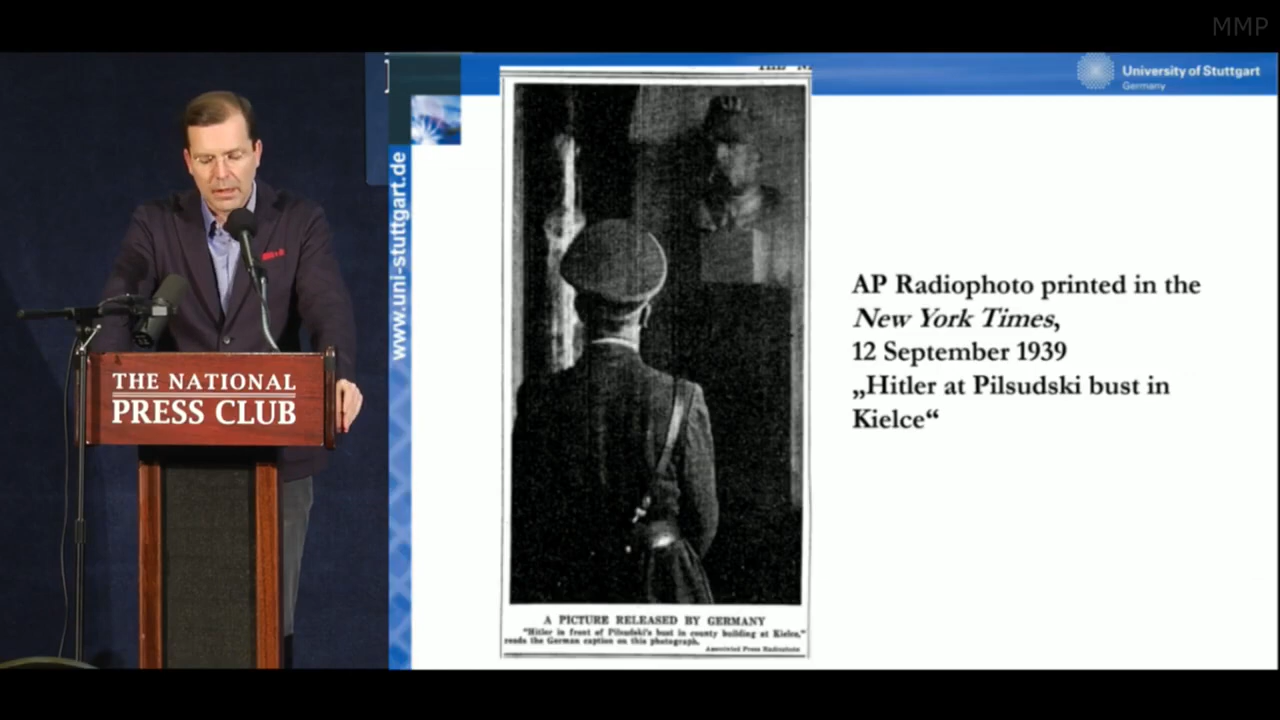 MMP
University of Stuttgart
Germany
www.uni-stuttgart.de
THE NATIONAL
PRESS CLUB
AP Radiophoto printed in the
New York Times,
12 September 1939
„Hitler at Pilsudski bust in
Kielce“
A PICTURE RELEASED BY GERMANY
"Hitler in front of Pilsudski's bust in county building at Kielce,"
reads the German caption on this photograph.
Associated Press Radiophoto